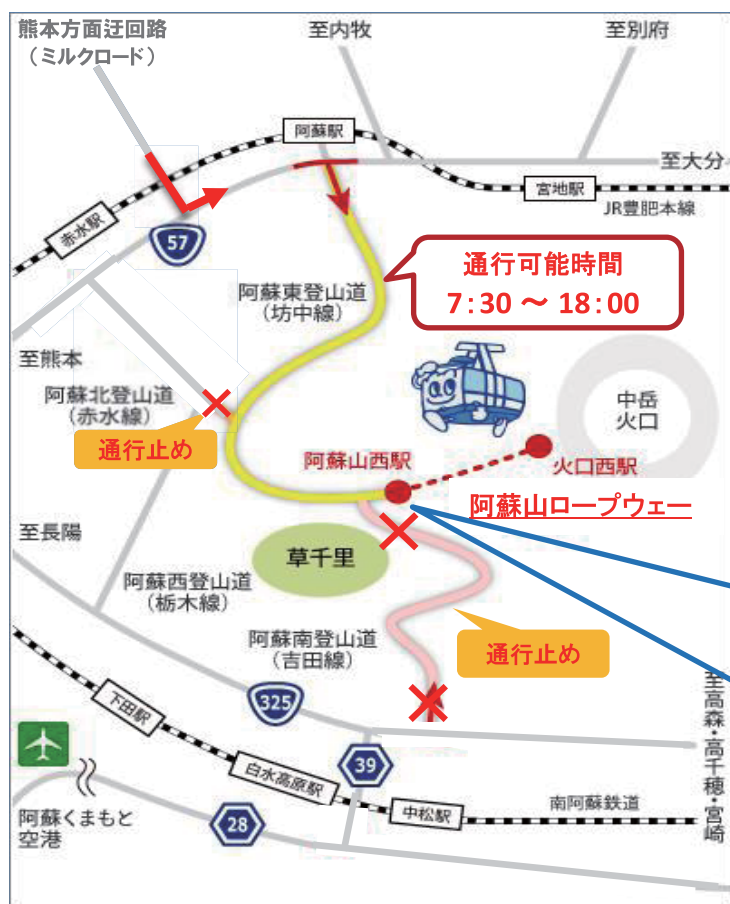 熊本方面迂回路
（ミルクロード）
至内牧
至別府
阿蘇駅
至大分
宮地駅
JR豊肥本線
赤水駅
57
通行可能時間
7:30 ～ 18:00
阿蘇東登山道
（坊中線）
至熊本
阿蘇北登山道
（赤水線）
通行止め
中岳
火口
阿蘇山西駅
火口西駅
阿蘇山ロープウェー
至長陽
草千里
阿蘇西登山道
（栃木線）
阿蘇南登山道
（吉田線）
通行止め
至高森・高千穂・宮崎
325
下田駅
39
白水高原駅
阿蘇くまもと
空港
28
中松駅
南阿蘇鉄道